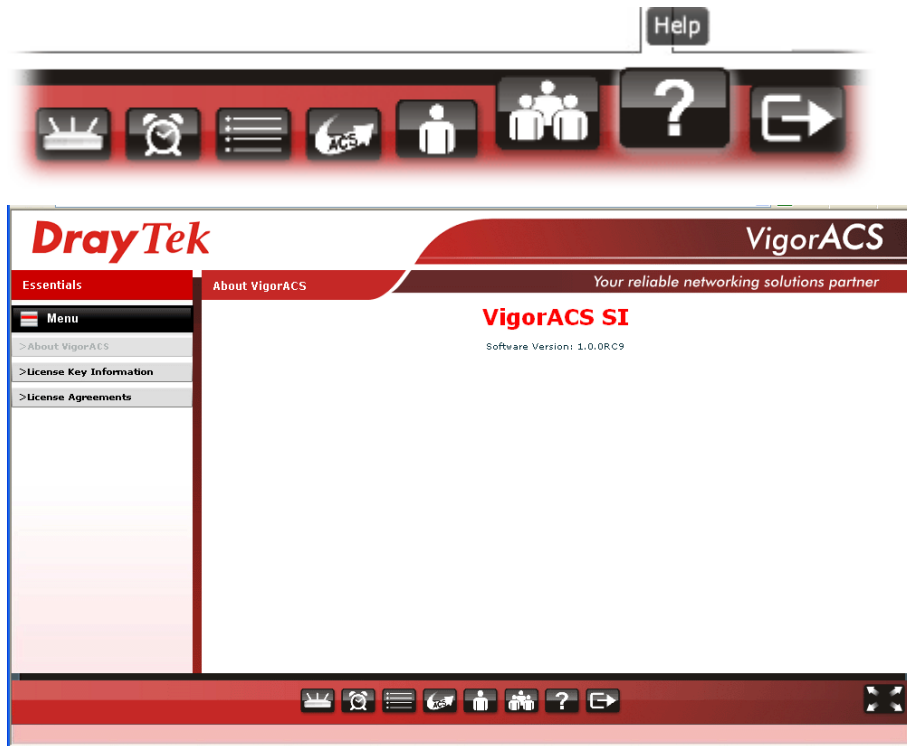 Help
ACS
?
DrayTek
VigorACS
Essentials
About VigorACS
Your reliable networking solutions partner
Menu
VigorACS SI
>About VigorACS
Software Version: 1.0.0RC9
>License Key Information
>License Agreements
ACS
?